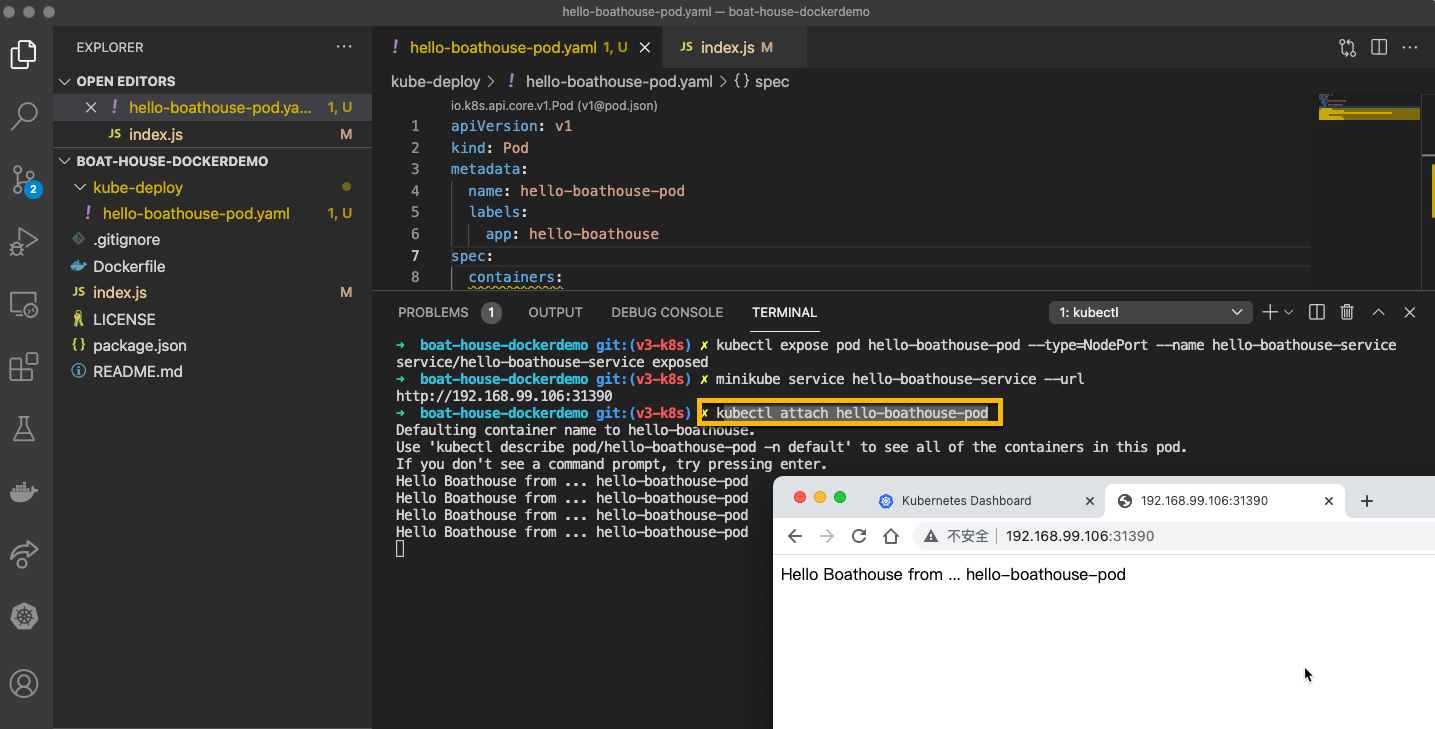 hello-boathouse-pod.yaml — boat-house-dockerdemo
EXPLORER
OPEN EDITORS
hello-boathouse-pod.ya... 1, U
JS index.js M
BOAT-HOUSE-DOCKERDEMO
kube-deploy
! hello-boathouse-pod.yaml 1, U
.gitignore
Dockerfile
JS index.js M
LICENSE
{} package.json
README.md
2
! hello-boathouse-pod.yaml 1, U
JS index.js M
kube-deploy > ! hello-boathouse-pod.yaml > {} spec
io.k8s.api.core.v1.Pod (v1@pod.json)
1 apiVersion: v1
2 kind: Pod
3 metadata:
4 name: hello-boathouse-pod
5 labels:
6 app: hello-boathouse
7 spec:
8 containers:
PROBLEMS 1 OUTPUT DEBUG CONSOLE TERMINAL 1: kubectl
➜ boat-house-dockerdemo git:(v3-k8s) ✗ kubectl expose pod hello-boathouse-pod --type=NodePort --name hello-boathouse-service
service/hello-boathouse-service exposed
➜ boat-house-dockerdemo git:(v3-k8s) ✗ minikube service hello-boathouse-service --url
http://192.168.99.106:31390
➜ boat-house-dockerdemo git:(v3-k8s) ✗ kubectl attach hello-boathouse-pod
Defaulting container name to hello-boathouse.
Use 'kubectl describe pod/hello-boathouse-pod -n default' to see all of the containers in this pod.
If you don't see a command prompt, try pressing enter.
Hello Boathouse from ... hello-boathouse-pod
Hello Boathouse from ... hello-boathouse-pod
Hello Boathouse from ... hello-boathouse-pod
Hello Boathouse from ... hello-boathouse-pod
Kubernetes Dashboard
192.168.99.106:31390
不安全 192.168.99.106:31390
Hello Boathouse from ... hello-boathouse-pod